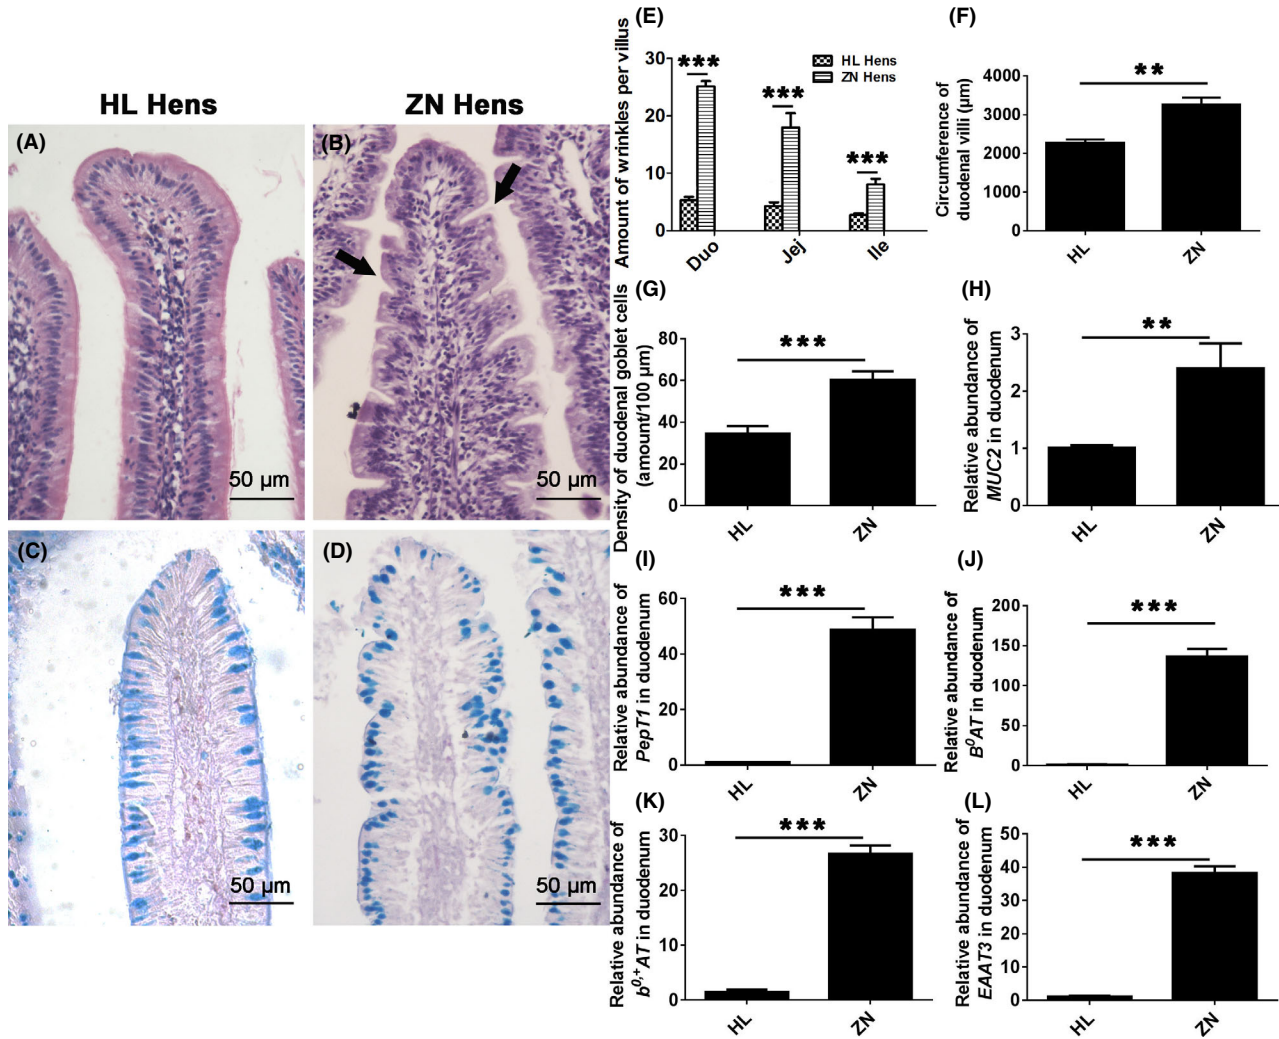 HL Hens
ZN Hens
(A)
50 µm
(B)
50 µm
(C)
50 µm
(D)
50 µm
(E)
Amount of wrinkles per villus
30
20
10
0
***
***
***
HL Hens
ZN Hens
Duo
Jej
Ile
(F)
Circumference of
duodenal villi (µm)
4000
3000
2000
1000
0
**
HL
ZN
(G)
Density of duodenal goblet cells
(amount/100 µm)
80
60
40
20
0
***
HL
ZN
(H)
Relative abundance of
MUC2 in duodenum
3
2
1
0
**
HL
ZN
(I)
Relative abundance of
PepT1 in duodenum
60
40
20
0
***
HL
ZN
(J)
Relative abundance of
B⁰AT in duodenum
200
150
100
50
0
***
HL
ZN
(K)
Relative abundance of
b⁰,⁺AT in duodenum
30
20
10
0
***
HL
ZN
(L)
Relative abundance of
EAAT3 in duodenum
50
40
30
20
10
0
***
HL
ZN